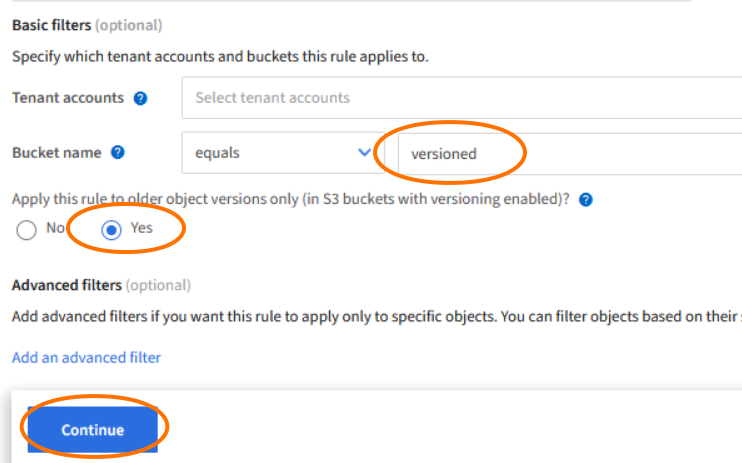 Basic filters (optional)
Specify which tenant accounts and buckets this rule applies to.
Tenant accounts ? Select tenant accounts
Bucket name ? equals versioned
Apply this rule to older object versions only (in S3 buckets with versioning enabled)? ?
No Yes
Advanced filters (optional)
Add advanced filters if you want this rule to apply only to specific objects. You can filter objects based on their
Add an advanced filter
Continue